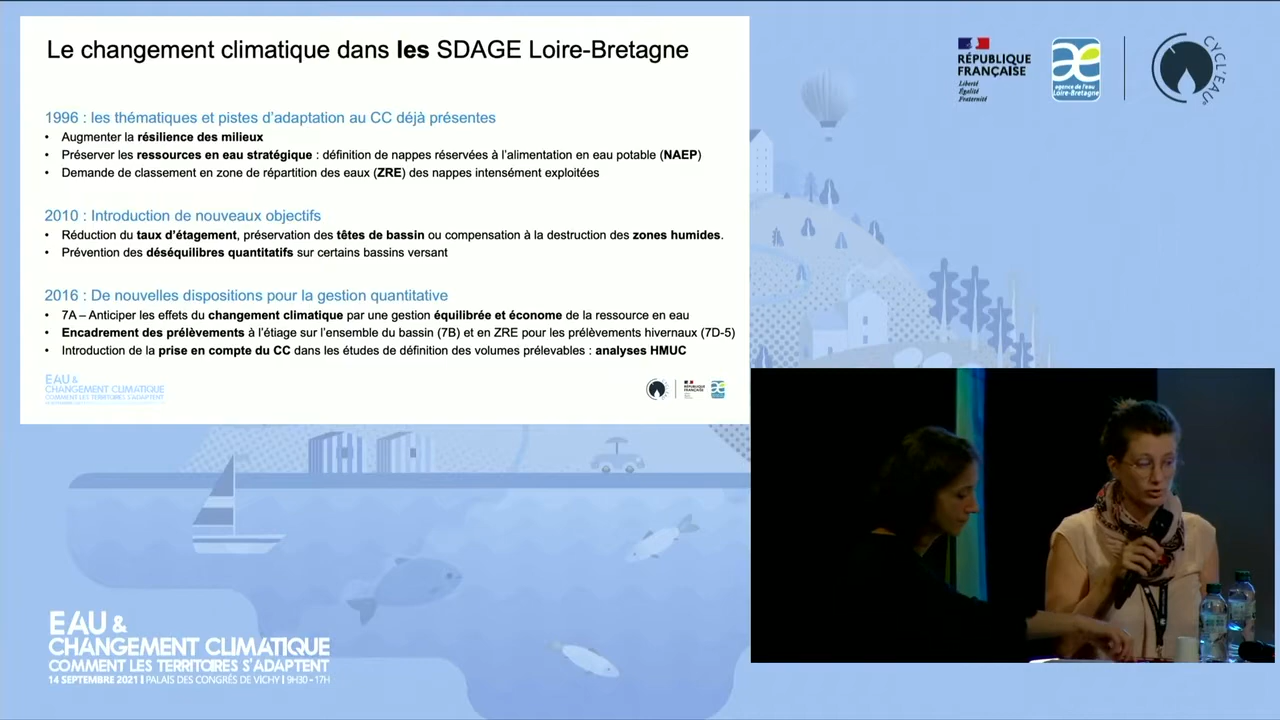 Le changement climatique dans les SDAGE Loire-Bretagne
1996 : les thématiques et pistes d'adaptation au CC déjà présentes
• Augmenter la résilience des milieux
• Préserver les ressources en eau stratégique : définition de nappes réservées à l'alimentation en eau potable (NAEP)
• Demande de classement en zone de répartition des eaux (ZRE) des nappes intensément exploitées
2010 : Introduction de nouveaux objectifs
• Réduction du taux d'étagement, préservation des têtes de bassin ou compensation à la destruction des zones humides.
• Prévention des déséquilibres quantitatifs sur certains bassins versant
2016 : De nouvelles dispositions pour la gestion quantitative
• 7A – Anticiper les effets du changement climatique par une gestion équilibrée et économe de la ressource en eau
• Encadrement des prélèvements à l'étiage sur l'ensemble du bassin (7B) et en ZRE pour les prélèvements hivernaux (7D-5)
• Introduction de la prise en compte du CC dans les études de définition des volumes prélevables : analyses HMUC
EAU &
CHANGEMENT CLIMATIQUE
COMMENT LES TERRITOIRES S'ADAPTENT
RÉPUBLIQUE
FRANÇAISE
Liberté
Égalité
Fraternité
æ
agence de l'eau
Loire-Bretagne
CYCL'EAU
EAU &
CHANGEMENT CLIMATIQUE
COMMENT LES TERRITOIRES S'ADAPTENT
14 SEPTEMBRE 2021 | PALAIS DES CONGRÈS DE VICHY | 9H30 - 17H